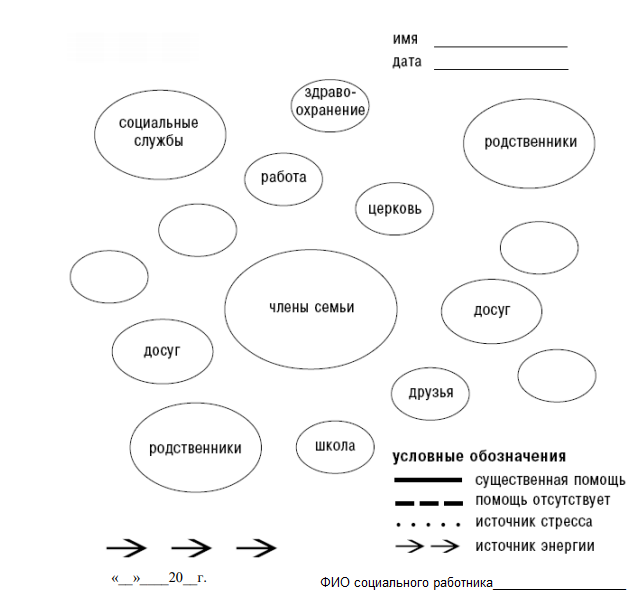 имя
дата
здраво-
охранение
социальные
службы
родственники
работа
церковь
члены семьи
досуг
досуг
друзья
родственники
школа
условные обозначения
существенная помощь
помощь отсутствует
источник стресса
источник энергии
«__»____20__г.
ФИО социального работника